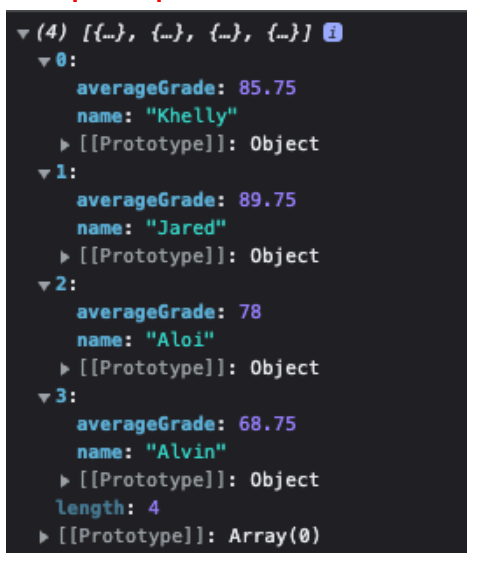 ▼(4) [{…}, {…}, {…}, {…}] i
▼0:
averageGrade: 85.75
name: "Khelly"
▶[[Prototype]]: Object
▼1:
averageGrade: 89.75
name: "Jared"
▶[[Prototype]]: Object
▼2:
averageGrade: 78
name: "Aloi"
▶[[Prototype]]: Object
▼3:
averageGrade: 68.75
name: "Alvin"
▶[[Prototype]]: Object
length: 4
▶[[Prototype]]: Array(0)